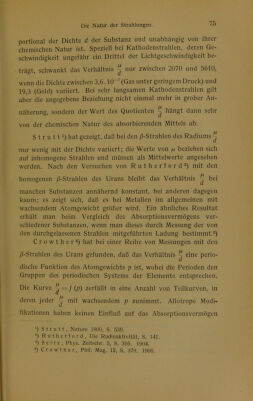 Die Natur der Strahlungen. 75
portional der Dichte d der Substanz und unabhängig von ihrer
chemischen Natur ist. Speziell bei Kathodenstrahlen, deren Ge-
schwindigkeit ungefähr ein Drittel der Lichtgeschwindigkeit be-
trägt, schwankt das Verhältnis μ/d nur zwischen 2070 und 5610,
wenn die Dichte zwischen 3,6.10⁻⁷ (Gas unter geringem Druck) und
19,3 (Gold) variiert. Bei sehr langsamen Kathodenstrahlen gilt
aber die angegebene Beziehung nicht einmal mehr in grober An-
näherung, sondern der Wert des Quotienten μ/d hängt dann sehr
von der chemischen Natur des absorbierenden Mittels ab.
Strutt¹) hat gezeigt, daß bei den β-Strahlen des Radiums μ/d
nur wenig mit der Dichte variiert; die Werte von μ beziehen sich
auf inhomogene Strahlen und müssen als Mittelwerte angesehen
werden. Nach den Versuchen von Rutherford²) mit den
homogenen β-Strahlen des Urans bleibt das Verhältnis μ/d bei
manchen Substanzen annähernd konstant, bei anderen dagegen
kaum; es zeigt sich, daß es bei Metallen im allgemeinen mit
wachsendem Atomgewicht größer wird. Ein ähnliches Resultat
erhält man beim Vergleich des Absorptionsvermögens ver-
schiedener Substanzen, wenn man dieses durch Messung der von
den durchgelassenen Strahlen mitgeführten Ladung bestimmt.³)
Crowther⁴) hat bei einer Reihe von Messungen mit den
β-Strahlen des Urans gefunden, daß das Verhältnis μ/d eine perio-
dische Funktion des Atomgewichts p ist, wobei die Perioden den
Gruppen des periodischen Systems der Elemente entsprechen.
Die Kurve μ/d = f (p) zerfällt in eine Anzahl von Teilkurven, in
deren jeder μ/d mit wachsendem p zunimmt. Allotrope Modi-
fikationen haben keinen Einfluß auf das Absorptionsvermögen
¹) Strutt, Nature 1900, S. 539.
²) Rutherford, Die Radioaktivität, S. 141.
³) Seitz, Phys. Zeitschr. 5, S. 395. 1904.
⁴) Crowther, Phil. Mag. 12, S. 379. 1906.